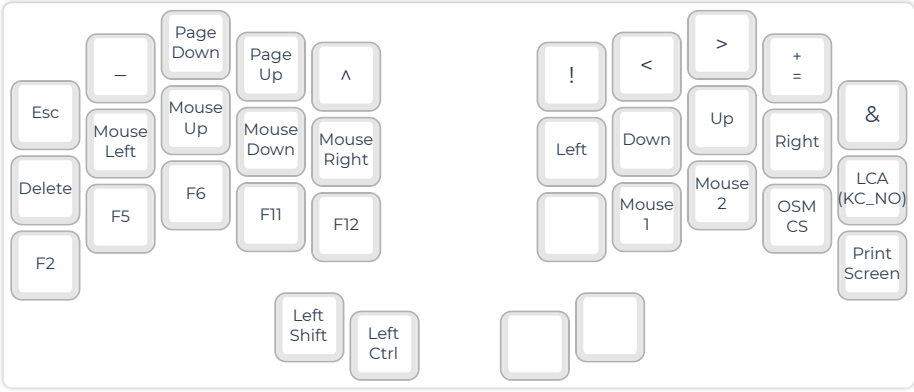 Esc
_
Page
Down
Page
Up
^
Delete
Mouse
Left
Mouse
Up
Mouse
Down
Mouse
Right
F2
F5
F6
F11
F12
Left
Shift
Left
Ctrl
!
<
>
+
=
&
Left
Down
Up
Right
LCA
(KC_NO)
Mouse
1
Mouse
2
OSM
CS
Print
Screen